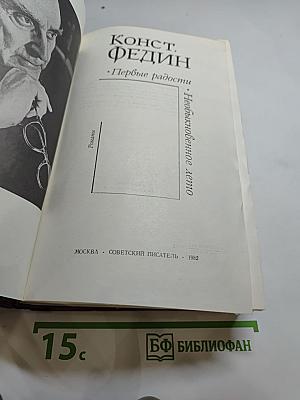 КОНСТ.
ФЕДИН
• Первые радости
• Необыкновенное лето
Романы
МОСКВА • СОВЕТСКИЙ ПИСАТЕЛЬ • 1982
15с
БФ БИБЛИОФАН